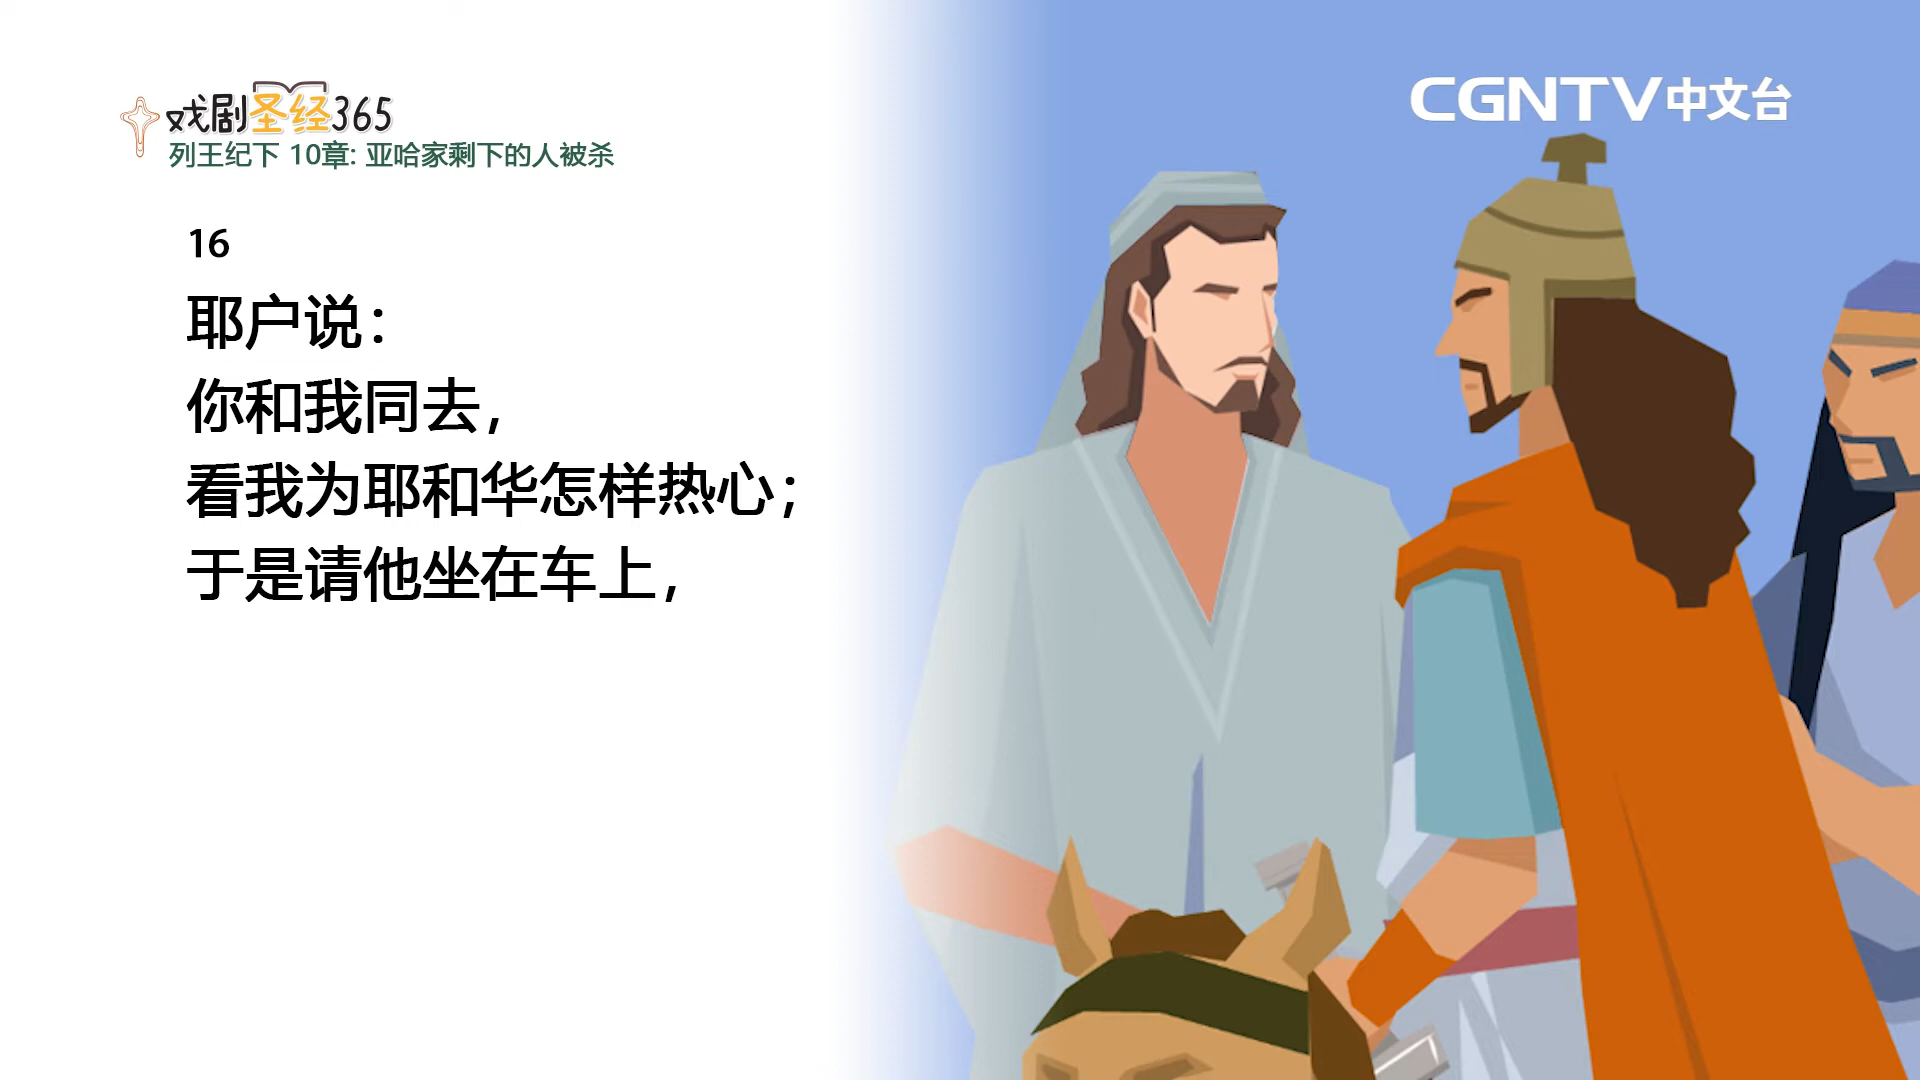 戏剧圣经365
列王纪下 10章: 亚哈家剩下的人被杀
CGNTV中文台
16
耶户说：
你和我同去，
看我为耶和华怎样热心；
于是请他坐在车上，